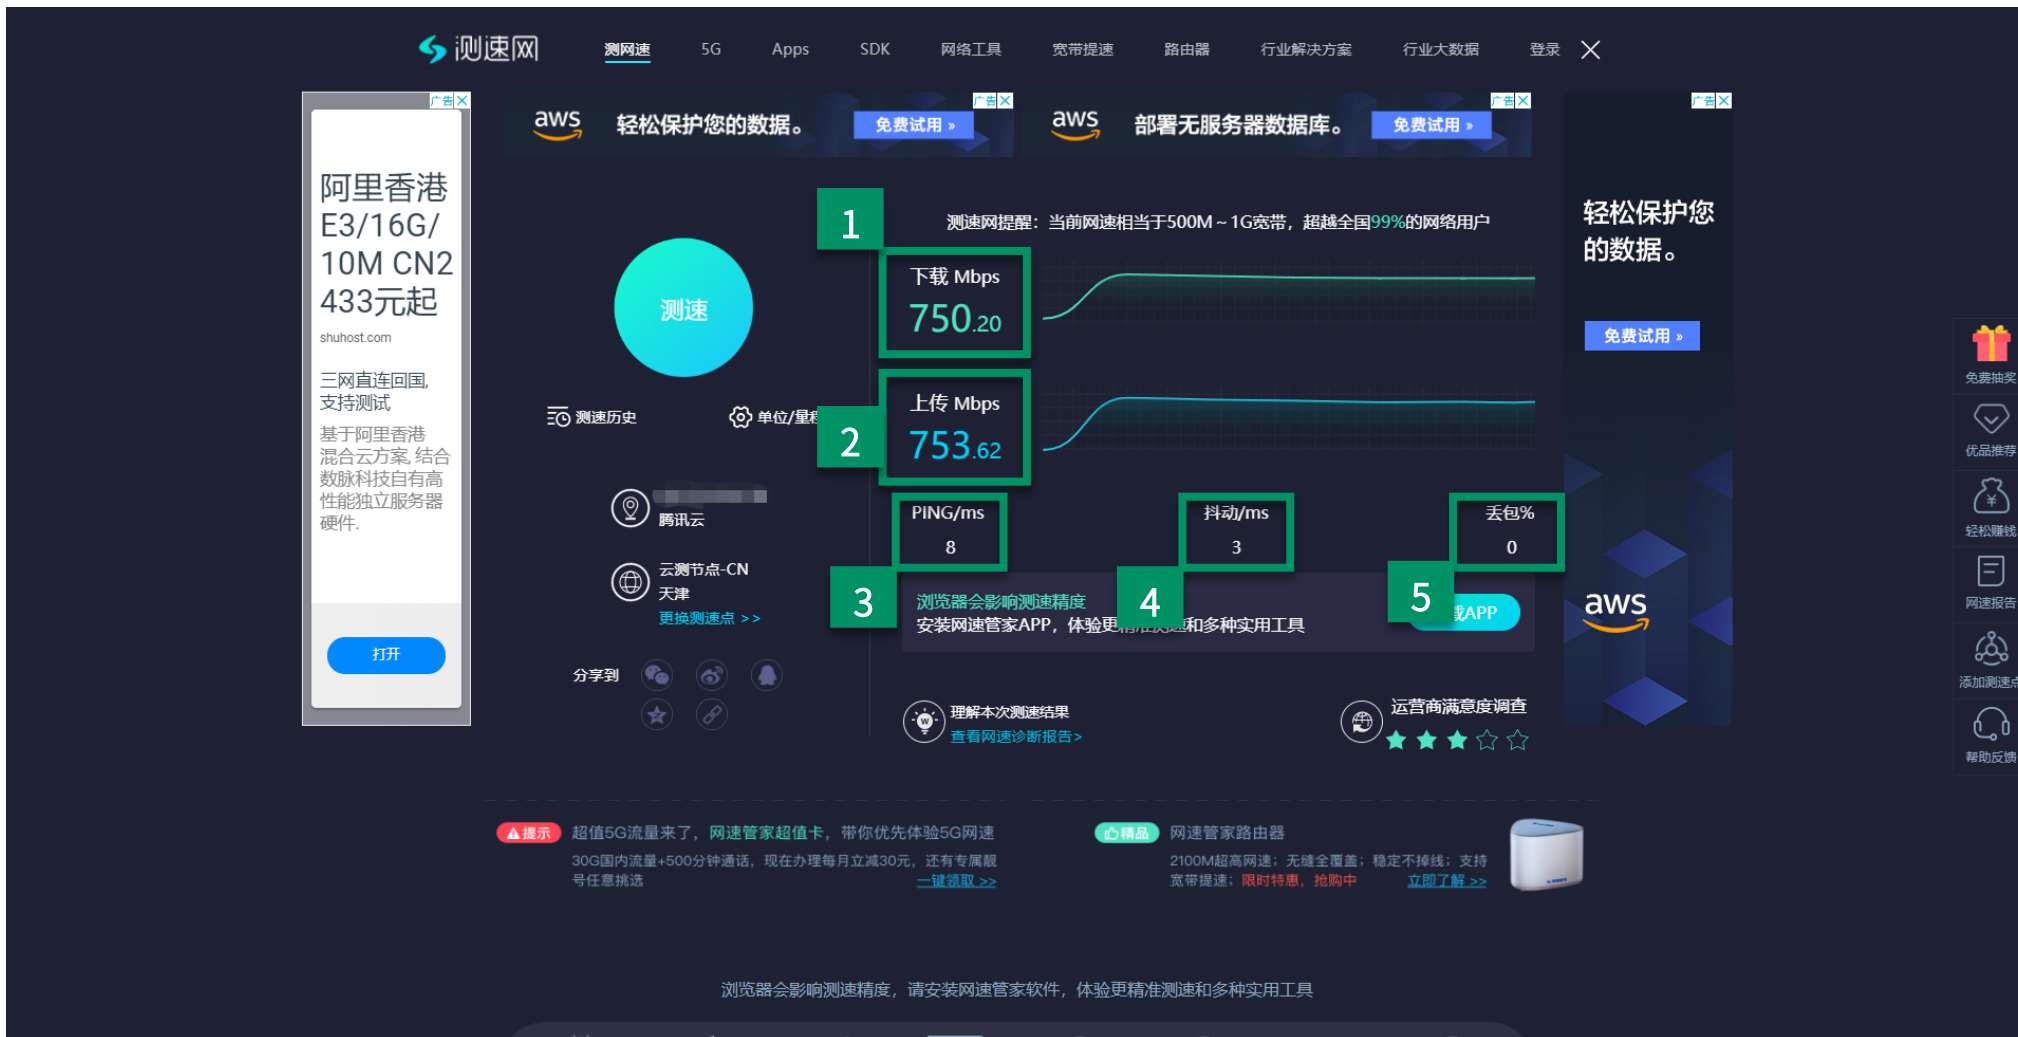 测速网
测网速 5G Apps SDK 网络工具 宽带提速 路由器 行业解决方案 行业大数据 登录
广告
阿里香港
E3/16G/
10M CN2
433元起
shuhost.com
三网直连回国,
支持测试
基于阿里香港
混合云方案,结合
数脉科技自有高
性能独立服务器
硬件.
打开
aws 轻松保护您的数据。 免费试用 »
广告
aws 部署无服务器数据库。 免费试用 »
广告
广告
轻松保护您
的数据。
免费试用 »
aws
1
测速网提醒：当前网速相当于500M ~ 1G宽带，超越全国99%的网络用户
测速
下载 Mbps
750.20
2
上传 Mbps
753.62
测速历史
单位/量程
腾讯云
云测节点-CN
天津
更换测速点 >>
分享到
PING/ms
8
抖动/ms
3
丢包%
0
3
4
5
浏览器会影响测速精度
安装网速管家APP，体验更精准测速和多种实用工具
载APP
理解本次测速结果
查看网速诊断报告>
运营商满意度调查
免费抽奖
优品推荐
轻松赚钱
网速报告
添加测速点
帮助反馈
提示 超值5G流量来了，网速管家超值卡，带你优先体验5G网速
30G国内流量+500分钟通话，现在办理每月立减30元，还有专属靓
号任意挑选 一键领取 >>
精品 网速管家路由器
2100M超高网速；无缝全覆盖；稳定不掉线；支持
宽带提速；限时特惠，抢购中 立即了解 >>
浏览器会影响测速精度，请安装网速管家软件，体验更精准测速和多种实用工具